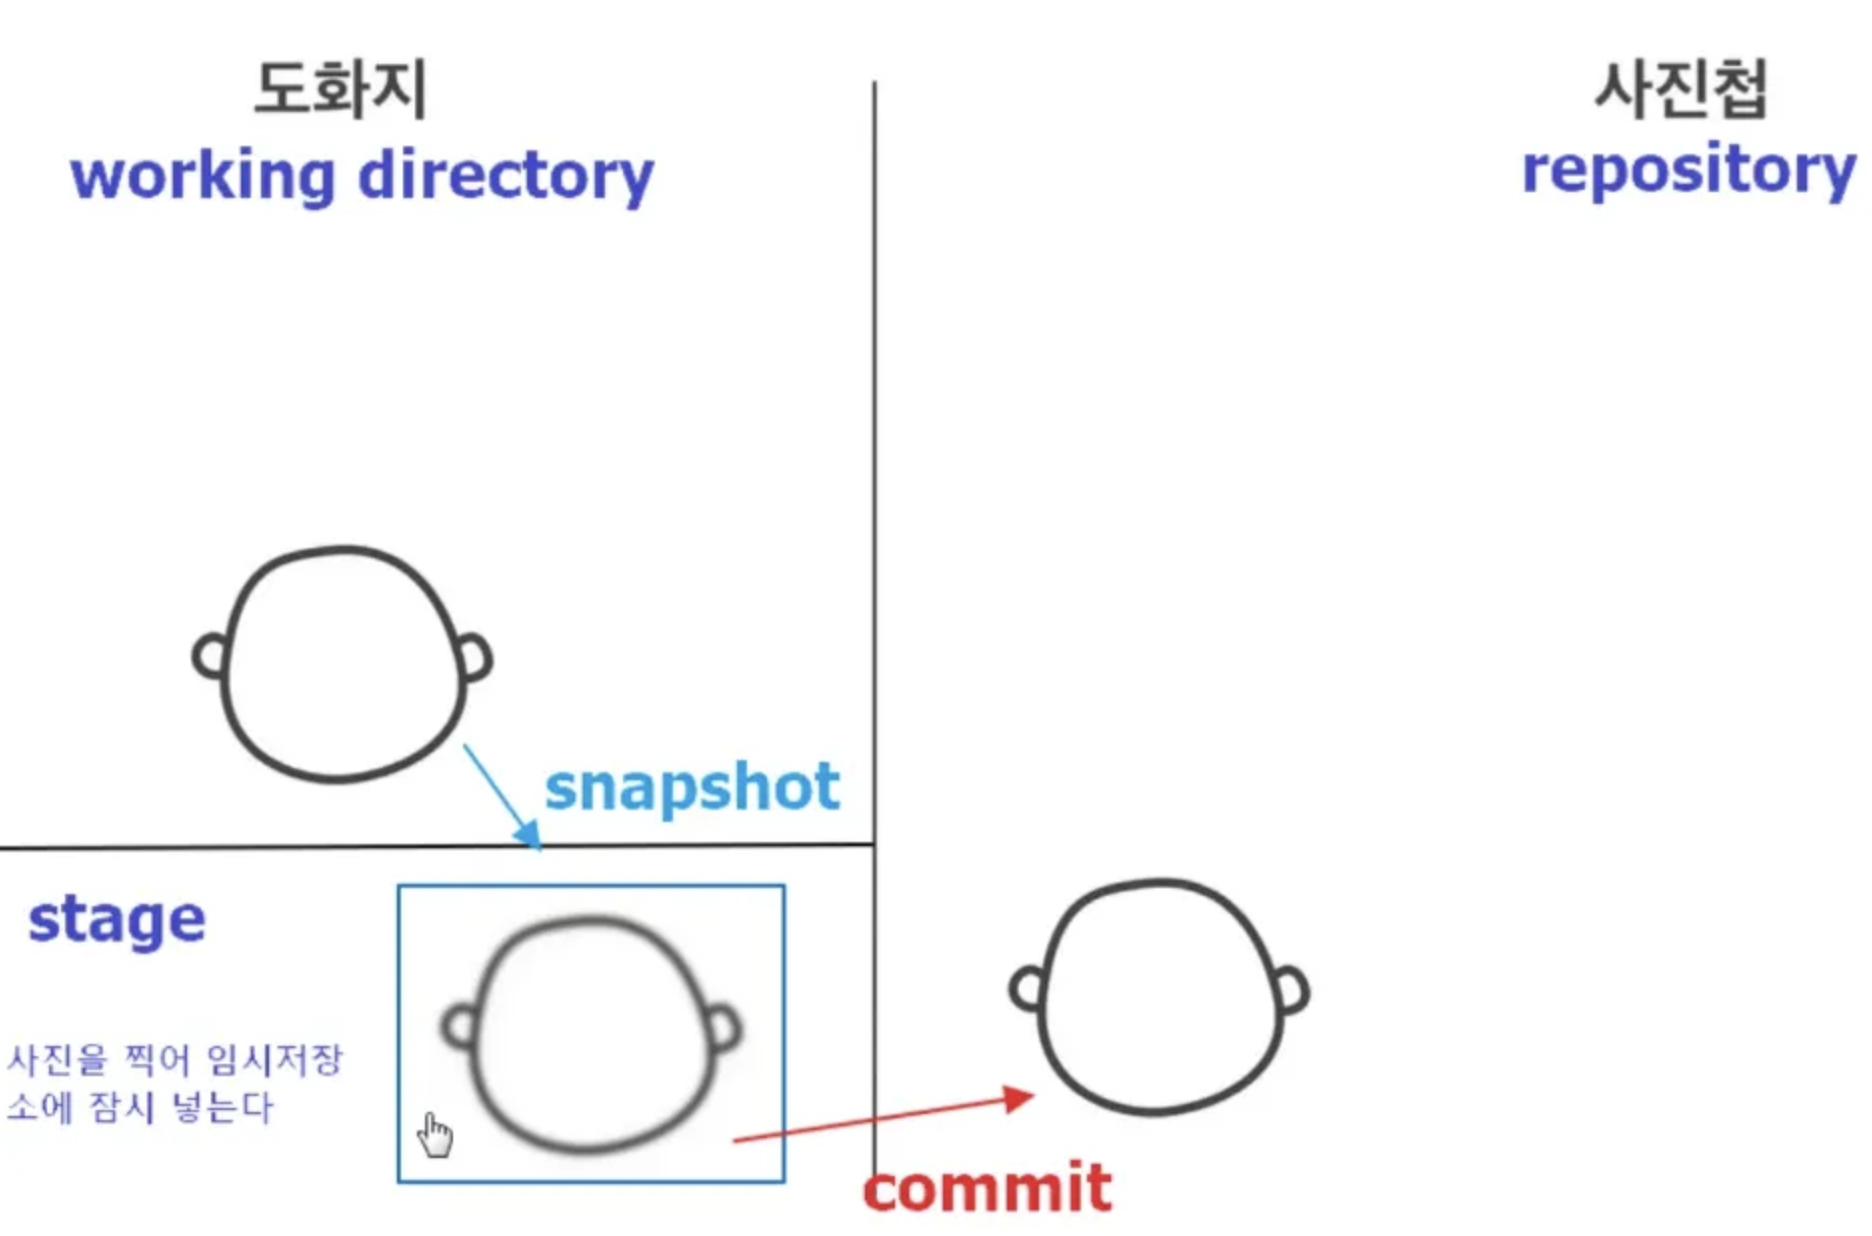 도화지
working directory
사진첩
repository
snapshot
stage
사진을 찍어 임시저장
소에 잠시 넣는다
commit